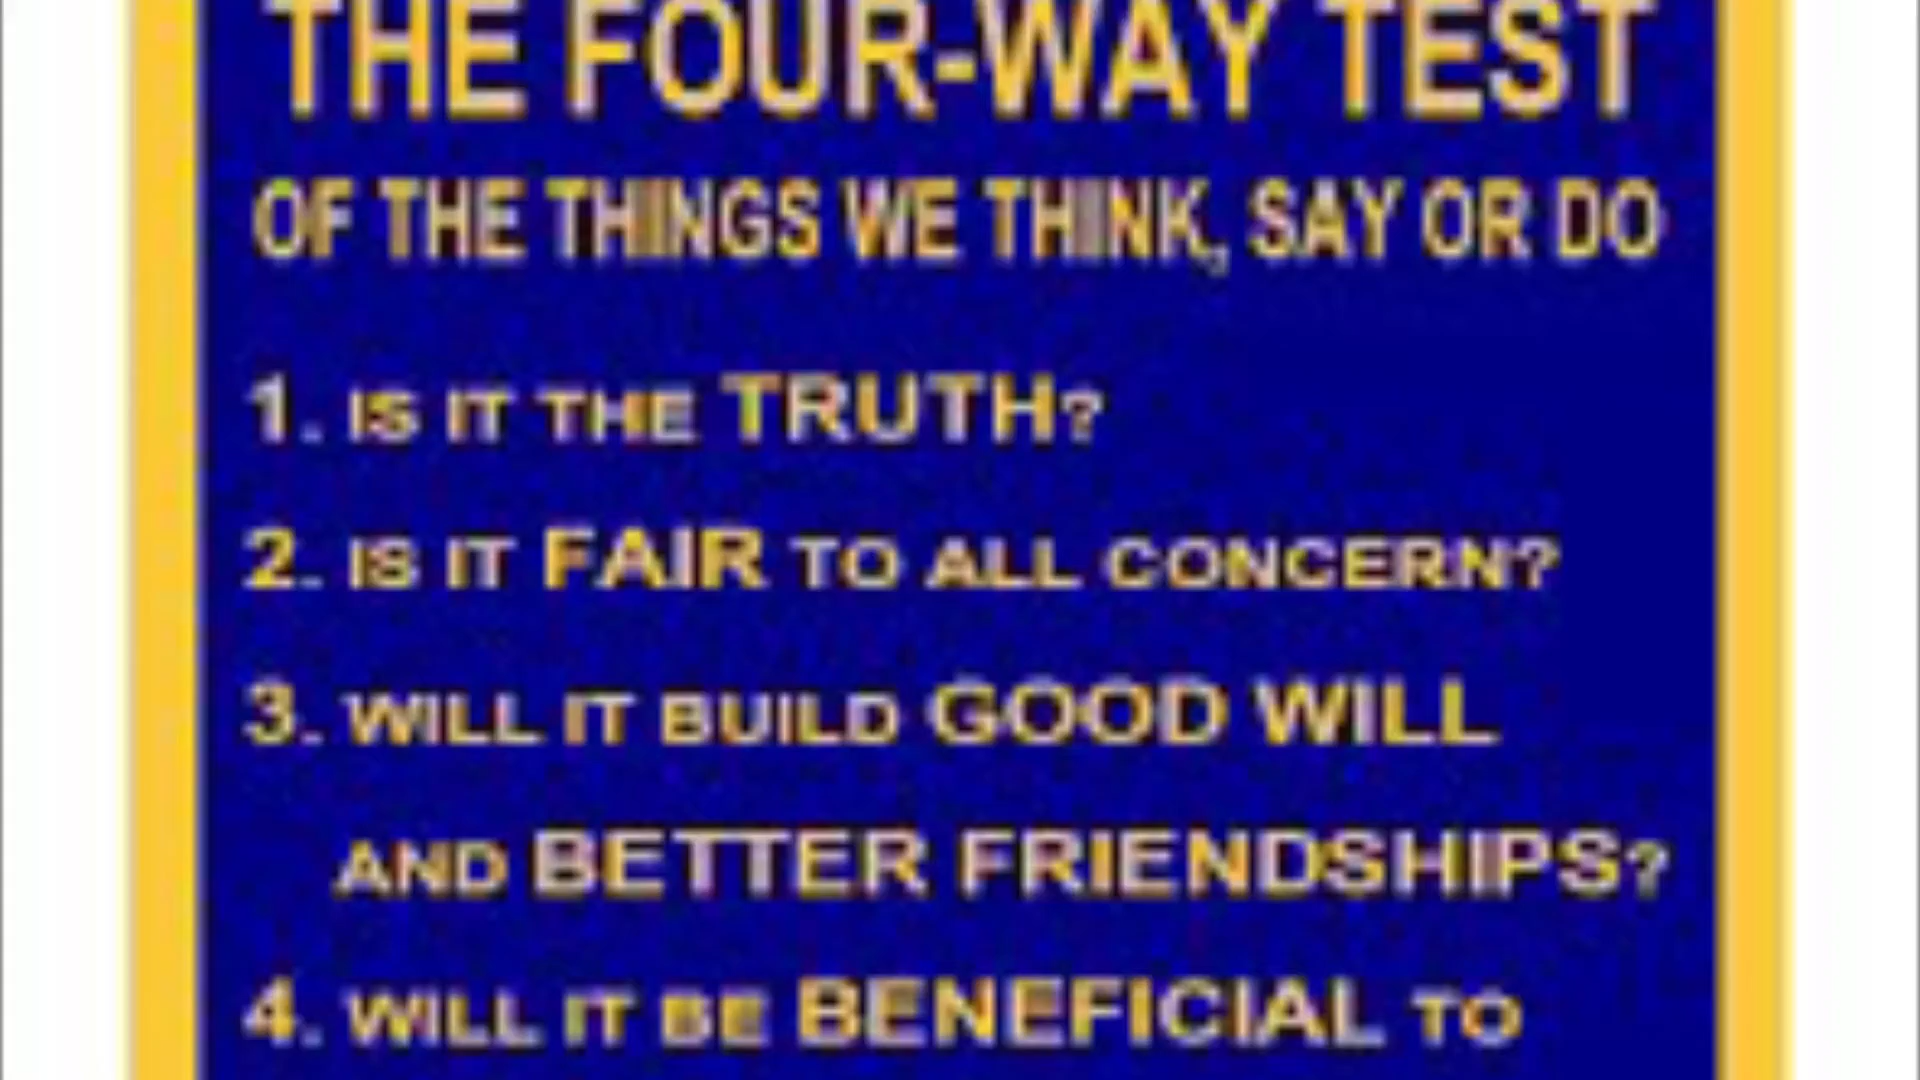 THE FOUR-WAY TEST
OF THE THINGS WE THINK, SAY OR DO
1. IS IT THE TRUTH?
2. IS IT FAIR TO ALL CONCERN?
3. WILL IT BUILD GOOD WILL
AND BETTER FRIENDSHIPS?
4. WILL IT BE BENEFICIAL TO